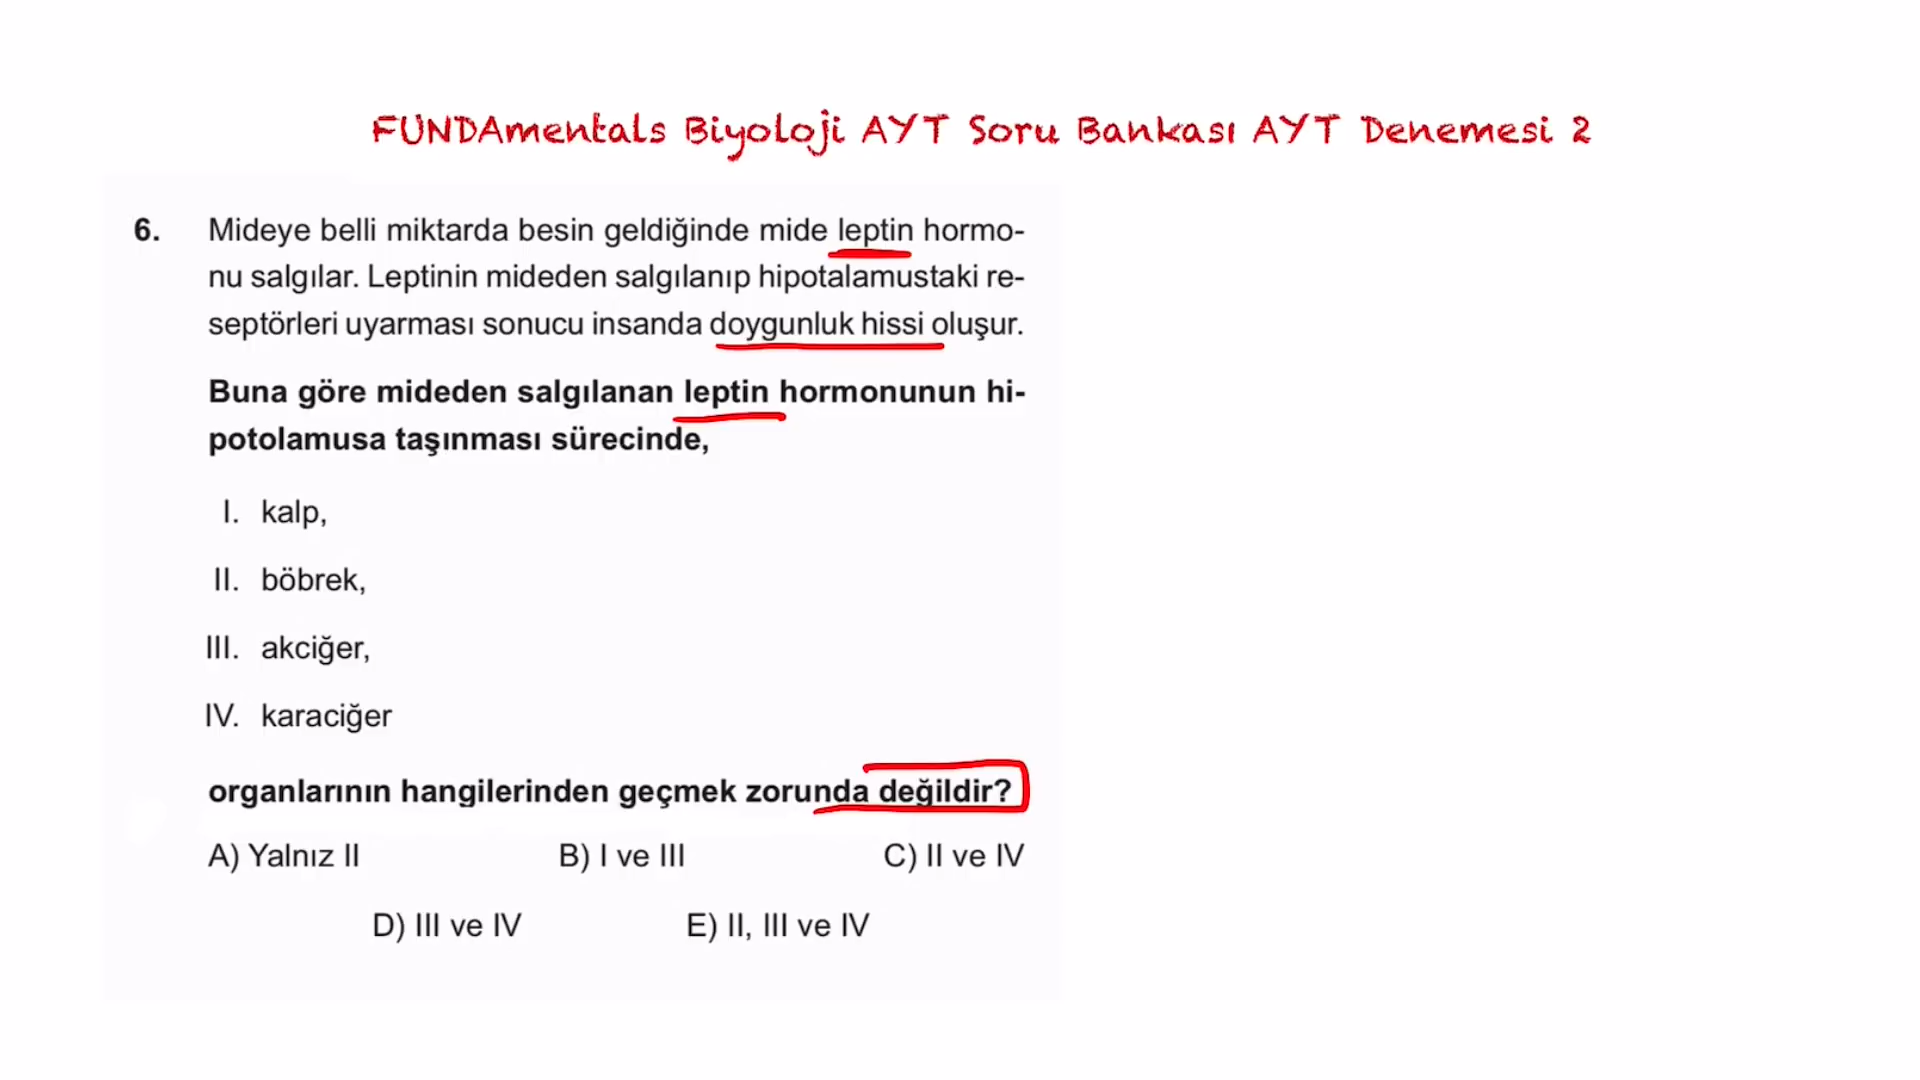 FUNDAmentals Biyoloji AYT Soru Bankası AYT Denemesi 2
6. Mideye belli miktarda besin geldiğinde mide leptin hormo-
nu salgılar. Leptinin mideden salgılanıp hipotalamustaki re-
septörleri uyarması sonucu insanda doygunluk hissi oluşur.
Buna göre mideden salgılanan leptin hormonunun hi-
potolamusa taşınması sürecinde,
I. kalp,
II. böbrek,
III. akciğer,
IV. karaciğer
organlarının hangilerinden geçmek zorunda değildir?
A) Yalnız II B) I ve III C) II ve IV
D) III ve IV E) II, III ve IV